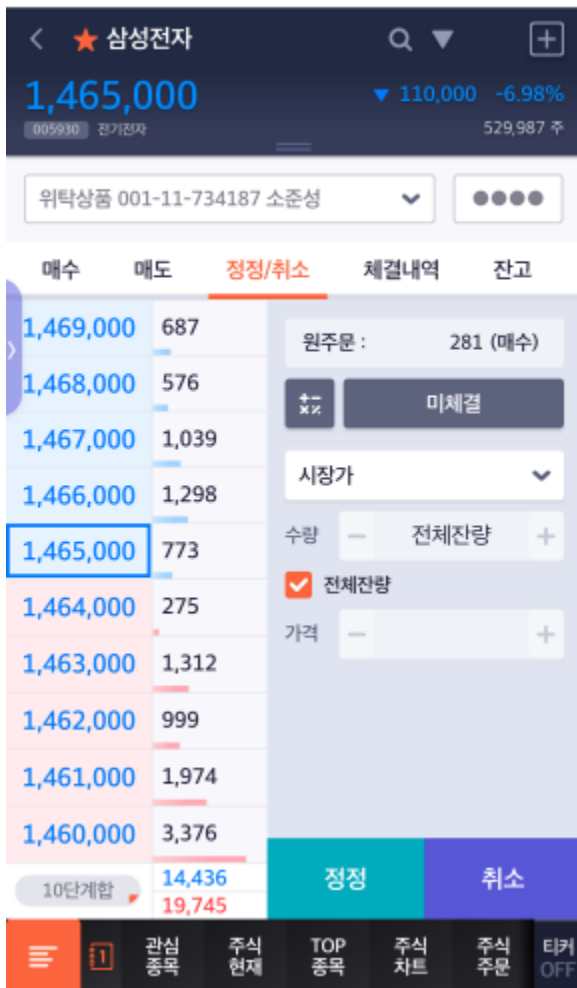 삼성전자
1,465,000 ▼ 110,000 -6.98%
005930 전기전자 529,987 주
위탁상품 001-11-734187 소준성
매수 매도 정정/취소 체결내역 잔고
1,469,000 687
1,468,000 576
1,467,000 1,039
1,466,000 1,298
1,465,000 773
1,464,000 275
1,463,000 1,312
1,462,000 999
1,461,000 1,974
1,460,000 3,376
10단계합 14,436
19,745
원주문 : 281 (매수)
미체결
시장가
수량 전체잔량
전체잔량
가격
정정 취소
1
관심 주식 TOP 주식 주식 티커
종목 현재 종목 차트 주문 OFF